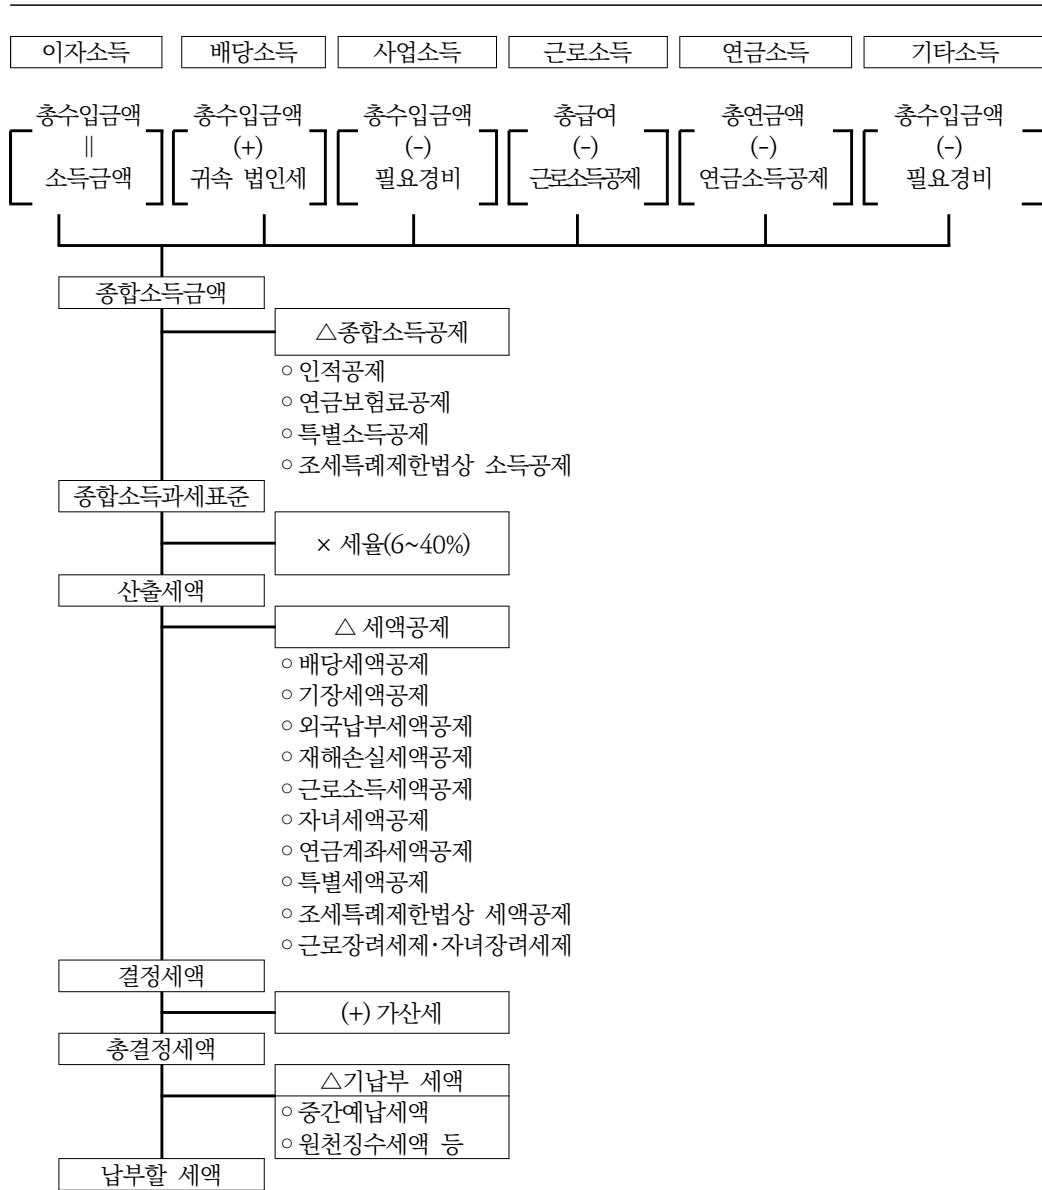 이자소득 배당소득 사업소득 근로소득 연금소득 기타소득
총수입금액 총수입금액 총수입금액 총급여 총연금액 총수입금액
∥ (+) (-) (-) (-) (-)
소득금액 귀속 법인세 필요경비 근로소득공제 연금소득공제 필요경비
종합소득금액
△종합소득공제
○ 인적공제
○ 연금보험료공제
○ 특별소득공제
○ 조세특례제한법상 소득공제
종합소득과세표준
× 세율(6~40%)
산출세액
△ 세액공제
○ 배당세액공제
○ 기장세액공제
○ 외국납부세액공제
○ 재해손실세액공제
○ 근로소득세액공제
○ 자녀세액공제
○ 연금계좌세액공제
○ 특별세액공제
○ 조세특례제한법상 세액공제
○ 근로장려세제·자녀장려세제
결정세액
(+) 가산세
총결정세액
△기납부 세액
○ 중간예납세액
○ 원천징수세액 등
납부할 세액